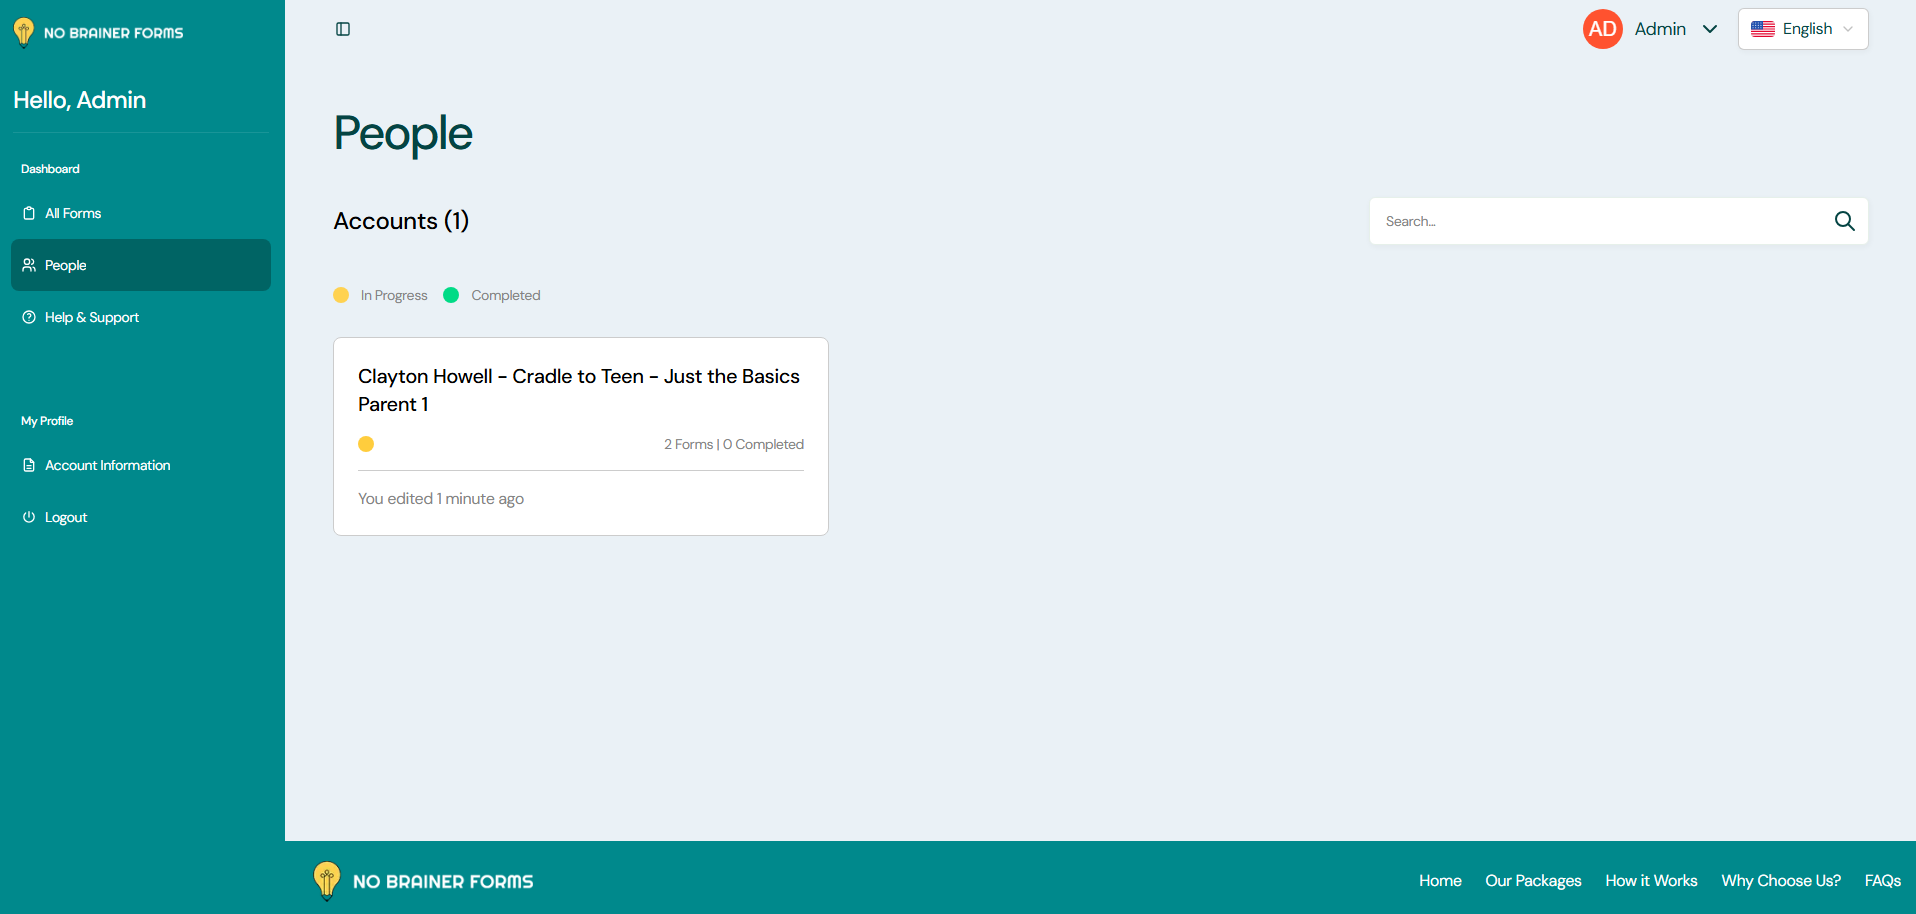 NO BRAINER FORMS
Hello, Admin
Dashboard
All Forms
People
Help & Support
My Profile
Account Information
Logout
AD Admin
English
People
Accounts (1)
Search...
In Progress
Completed
Clayton Howell - Cradle to Teen - Just the Basics
Parent 1
2 Forms | 0 Completed
You edited 1 minute ago
NO BRAINER FORMS
Home
Our Packages
How it Works
Why Choose Us?
FAQs